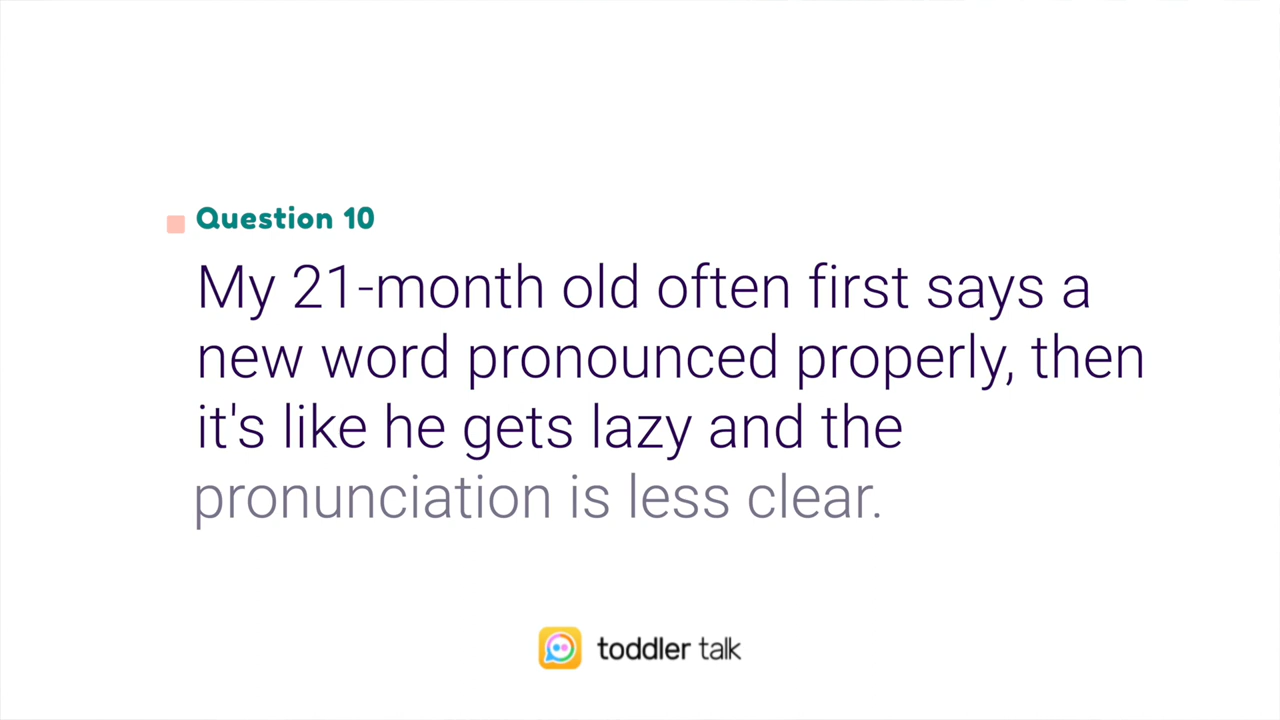 Question 10
My 21-month old often first says a
new word pronounced properly, then
it's like he gets lazy and the
pronunciation is less clear.
toddler talk